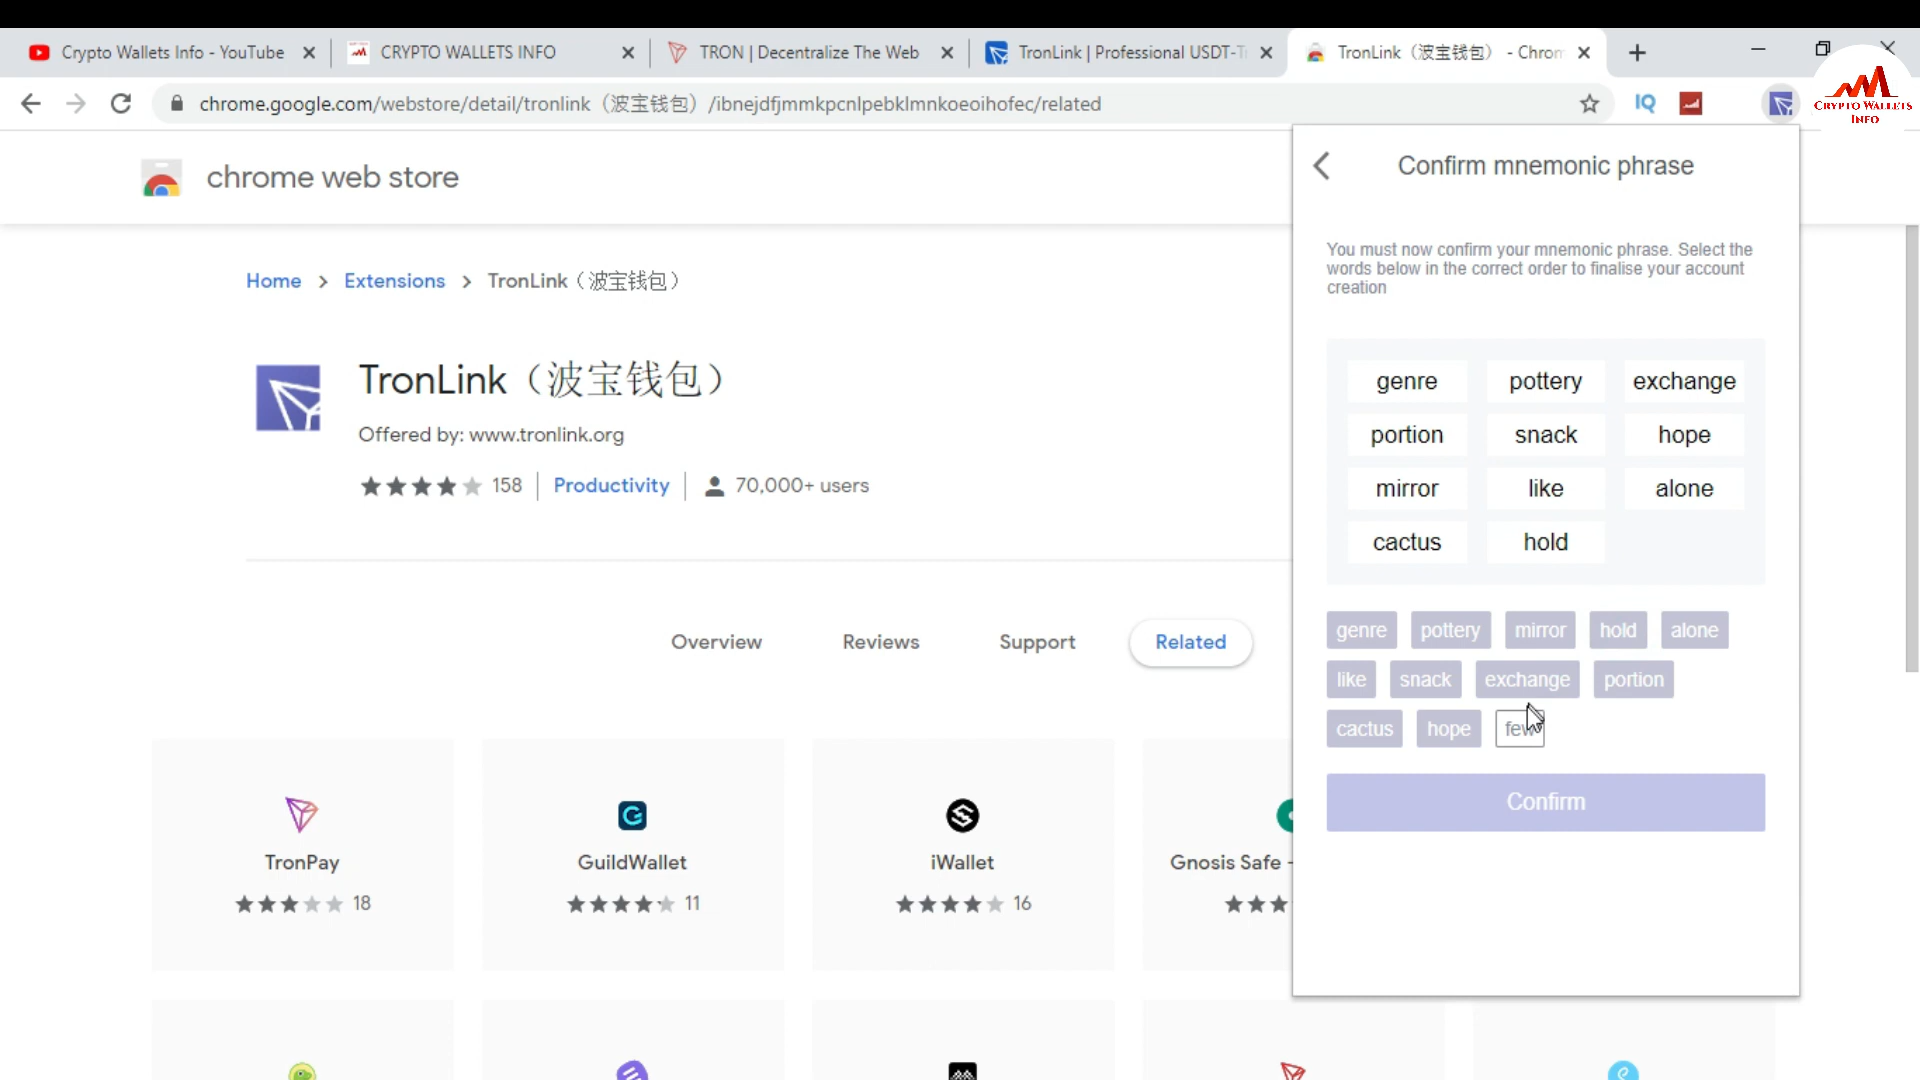 Crypto Wallets Info - YouTube
CRYPTO WALLETS INFO
TRON | Decentralize The Web
TronLink | Professional USDT-T
TronLink（波宝钱包） - Chrom
chrome.google.com/webstore/detail/tronlink（波宝钱包）/ibnejdfjmmkpcnlpebklmnkoeoihofec/related
IQ
CRYPTO WALLETS
INFO
chrome web store
Home > Extensions > TronLink（波宝钱包）
TronLink（波宝钱包）
Offered by: www.tronlink.org
158 Productivity 70,000+ users
Overview Reviews Support Related
TronPay GuildWallet iWallet Gnosis Safe -
18 11 16
Confirm mnemonic phrase
You must now confirm your mnemonic phrase. Select the
words below in the correct order to finalise your account
creation
genre pottery exchange
portion snack hope
mirror like alone
cactus hold
genre pottery mirror hold alone
like snack exchange portion
cactus hope few
Confirm